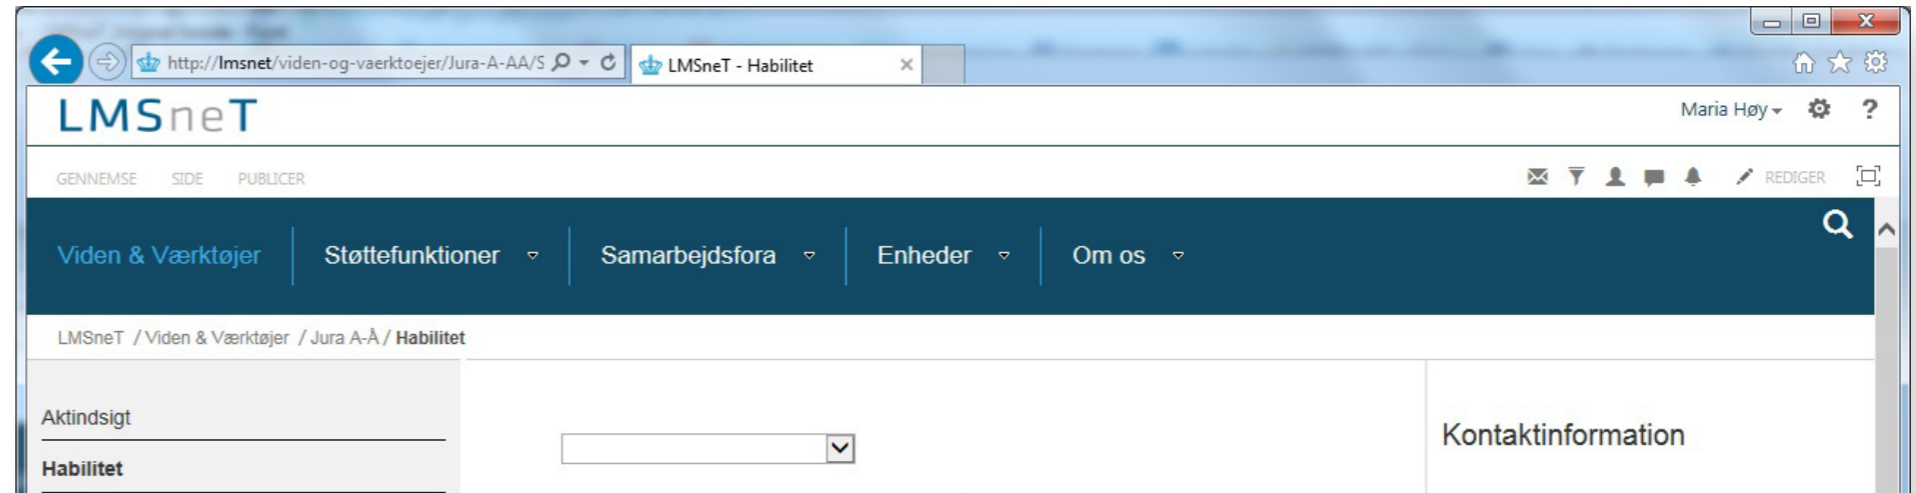 http://lmsnet/viden-og-vaerktoejer/Jura-A-AA/S
LMSneT - Habilitet
LMSneT
Maria Høy
GENNEMSE SIDE PUBLICER
REDIGER
Viden & Værktøjer Støttefunktioner Samarbejdsfora Enheder Om os
LMSneT / Viden & Værktøjer / Jura A-Å / Habilitet
Aktindsigt
Kontaktinformation
Habilitet